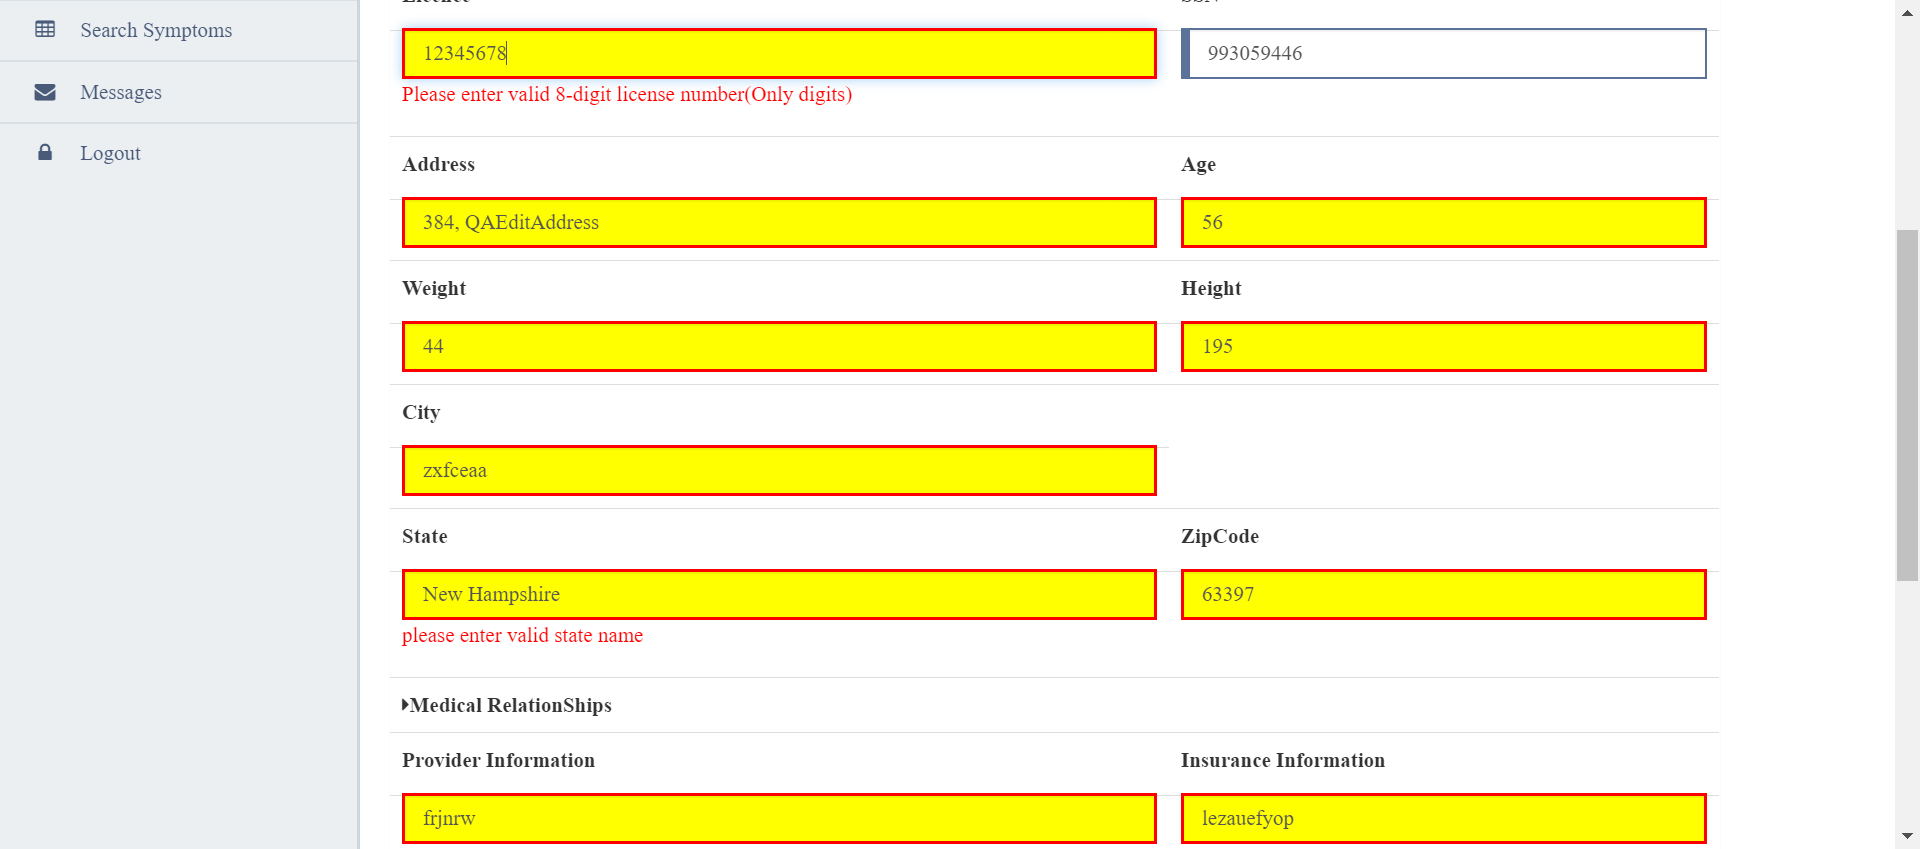 Search Symptoms
Messages
Logout
12345678
993059446
Please enter valid 8-digit license number(Only digits)
Address
Age
384, QAEditAddress
56
Weight
Height
44
195
City
zxfceaa
State
ZipCode
New Hampshire
63397
please enter valid state name
Medical RelationShips
Provider Information
Insurance Information
frjnrw
lezauefyop